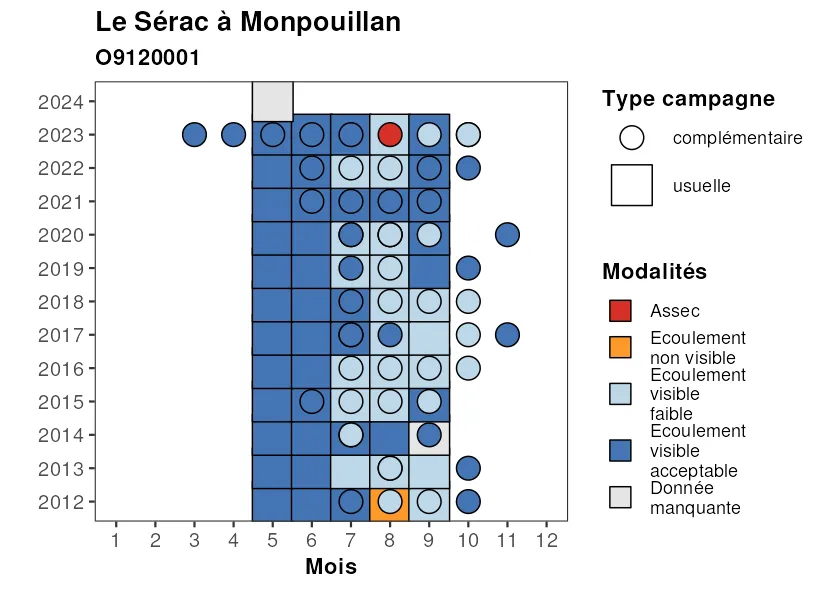 Le Sérac à Monpouillan
O9120001
2024
2023
2022
2021
2020
2019
2018
2017
2016
2015
2014
2013
2012
1 2 3 4 5 6 7 8 9 10 11 12
Mois
Type campagne
complémentaire
usuelle
Modalités
Assec
Ecoulement
non visible
Ecoulement
visible
faible
Ecoulement
visible
acceptable
Donnée
manquante